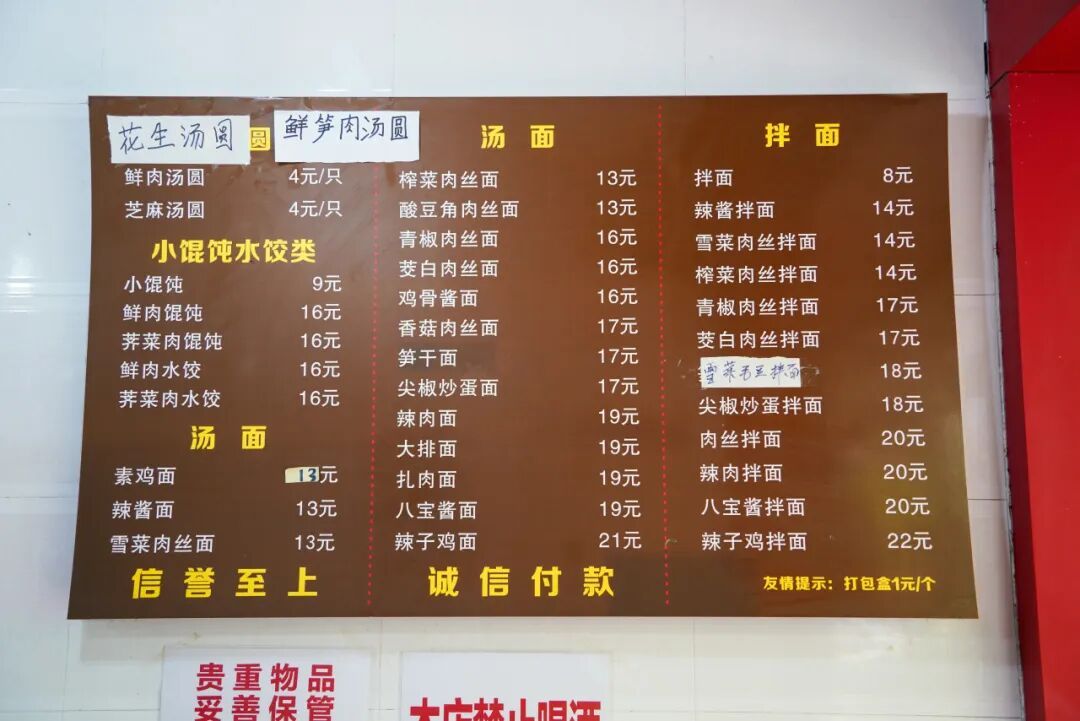 花生汤圆
圆
鲜笋肉汤圆
鲜肉汤圆 4元/只
芝麻汤圆 4元/只
小馄饨水饺类
小馄饨 9元
鲜肉馄饨 16元
荠菜肉馄饨 16元
鲜肉水饺 16元
荠菜肉水饺 16元
汤面
素鸡面 13元
辣酱面 13元
雪菜肉丝面 13元
信誉至上
汤面
榨菜肉丝面 13元
酸豆角肉丝面 13元
青椒肉丝面 16元
茭白肉丝面 16元
鸡骨酱面 16元
香菇肉丝面 17元
笋干面 17元
尖椒炒蛋面 17元
辣肉面 19元
大排面 19元
扎肉面 19元
八宝酱面 19元
辣子鸡面 21元
诚信付款
拌面
拌面 8元
辣酱拌面 14元
雪菜肉丝拌面 14元
榨菜肉丝拌面 14元
青椒肉丝拌面 17元
茭白肉丝拌面 17元
雪菜毛豆拌面 18元
尖椒炒蛋拌面 18元
肉丝拌面 20元
辣肉拌面 20元
八宝酱拌面 20元
辣子鸡拌面 22元
友情提示：打包盒1元/个
贵重物品
妥善保管
本店禁止喝酒